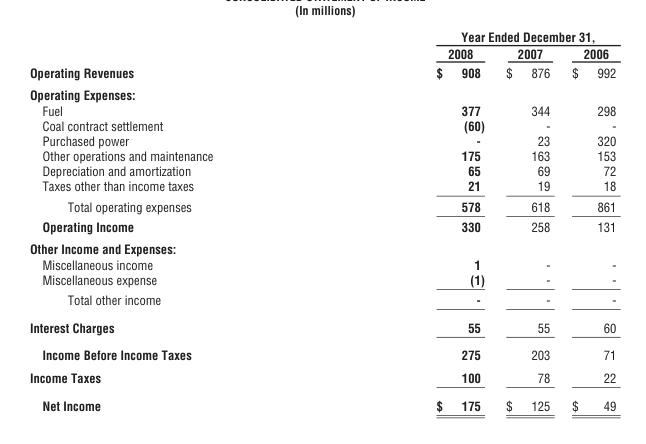 (In millions)
Year Ended December 31,
2008 2007 2006
Operating Revenues $ 908 $ 876 $ 992
Operating Expenses:
Fuel 377 344 298
Coal contract settlement (60) - -
Purchased power - 23 320
Other operations and maintenance 175 163 153
Depreciation and amortization 65 69 72
Taxes other than income taxes 21 19 18
Total operating expenses 578 618 861
Operating Income 330 258 131
Other Income and Expenses:
Miscellaneous income 1 - -
Miscellaneous expense (1) - -
Total other income - - -
Interest Charges 55 55 60
Income Before Income Taxes 275 203 71
Income Taxes 100 78 22
Net Income $ 175 $ 125 $ 49